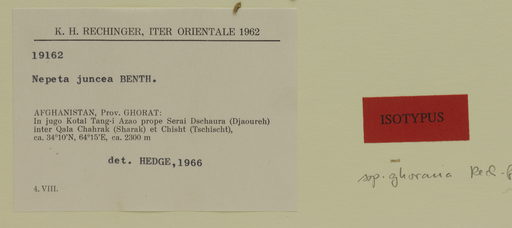 K. H. RECHINGER, ITER ORIENTALE 1962
19162
Nepeta juncea BENTH.
AFGHANISTAN, Prov. GHORAT:
In jugo Kotal Tang-i Azao prope Serai Dschaura (Djaoureh)
inter Qala Chahrak (Sharak) et Chisht (Tschischt),
ca. 34°10'N, 64°15'E, ca. 2300 m
det. HEDGE,1966
4. VIII.
ISOTYPUS
ssp. ghorana